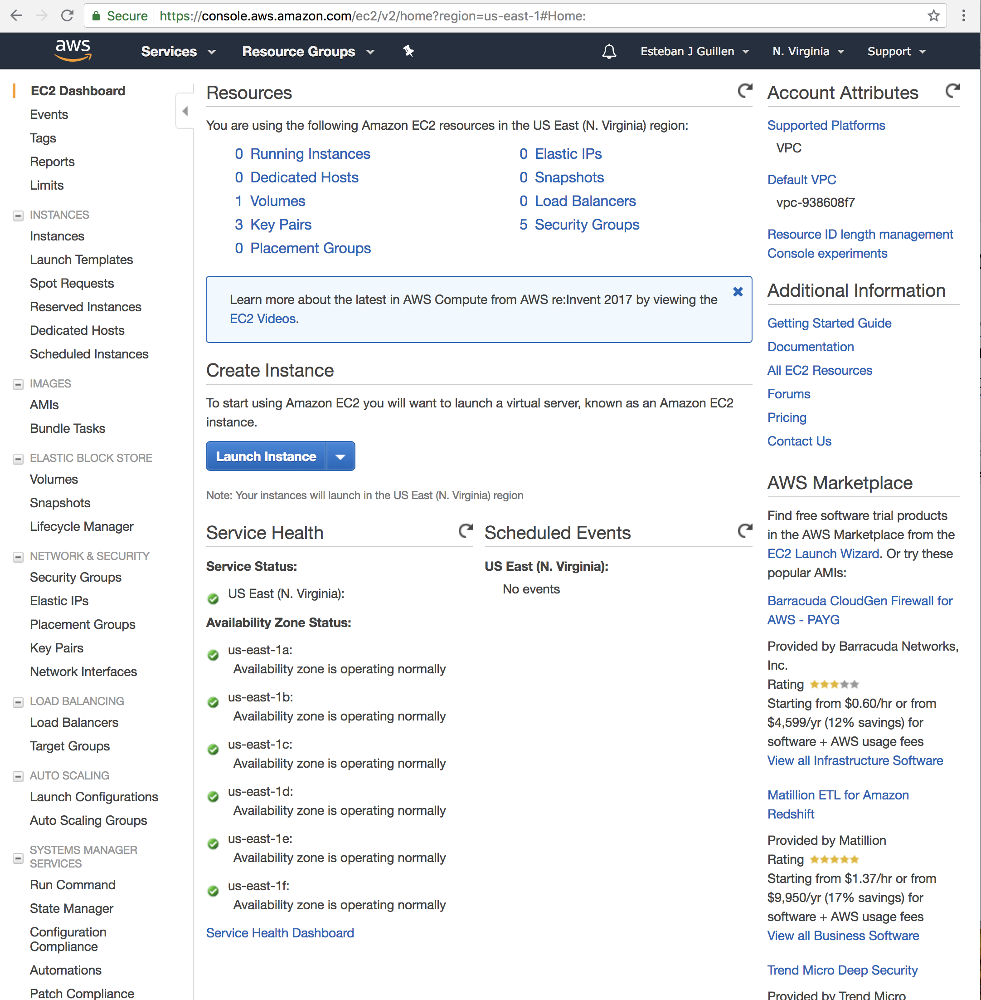 Secure https://console.aws.amazon.com/ec2/v2/home?region=us-east-1#Home:
aws Services Resource Groups Esteban J Guillen N. Virginia Support
EC2 Dashboard
Events
Tags
Reports
Limits
INSTANCES
Instances
Launch Templates
Spot Requests
Reserved Instances
Dedicated Hosts
Scheduled Instances
IMAGES
AMIs
Bundle Tasks
ELASTIC BLOCK STORE
Volumes
Snapshots
Lifecycle Manager
NETWORK & SECURITY
Security Groups
Elastic IPs
Placement Groups
Key Pairs
Network Interfaces
LOAD BALANCING
Load Balancers
Target Groups
AUTO SCALING
Launch Configurations
Auto Scaling Groups
SYSTEMS MANAGER
SERVICES
Run Command
State Manager
Configuration
Compliance
Automations
Patch Compliance
Resources
You are using the following Amazon EC2 resources in the US East (N. Virginia) region:
0 Running Instances
0 Dedicated Hosts
1 Volumes
3 Key Pairs
0 Placement Groups
0 Elastic IPs
0 Snapshots
0 Load Balancers
5 Security Groups
Learn more about the latest in AWS Compute from AWS re:Invent 2017 by viewing the
EC2 Videos.
Create Instance
To start using Amazon EC2 you will want to launch a virtual server, known as an Amazon EC2
instance.
Launch Instance
Note: Your instances will launch in the US East (N. Virginia) region
Service Health
Service Status:
US East (N. Virginia):
Availability Zone Status:
us-east-1a:
Availability zone is operating normally
us-east-1b:
Availability zone is operating normally
us-east-1c:
Availability zone is operating normally
us-east-1d:
Availability zone is operating normally
us-east-1e:
Availability zone is operating normally
us-east-1f:
Availability zone is operating normally
Service Health Dashboard
Scheduled Events
US East (N. Virginia):
No events
Account Attributes
Supported Platforms
VPC
Default VPC
vpc-938608f7
Resource ID length management
Console experiments
Additional Information
Getting Started Guide
Documentation
All EC2 Resources
Forums
Pricing
Contact Us
AWS Marketplace
Find free software trial products
in the AWS Marketplace from the
EC2 Launch Wizard. Or try these
popular AMIs:
Barracuda CloudGen Firewall for
AWS - PAYG
Provided by Barracuda Networks,
Inc.
Rating
Starting from $0.60/hr or from
$4,599/yr (12% savings) for
software + AWS usage fees
View all Infrastructure Software
Matillion ETL for Amazon
Redshift
Provided by Matillion
Rating
Starting from $1.37/hr or from
$9,950/yr (17% savings) for
software + AWS usage fees
View all Business Software
Trend Micro Deep Security
Provided by Trend Micro